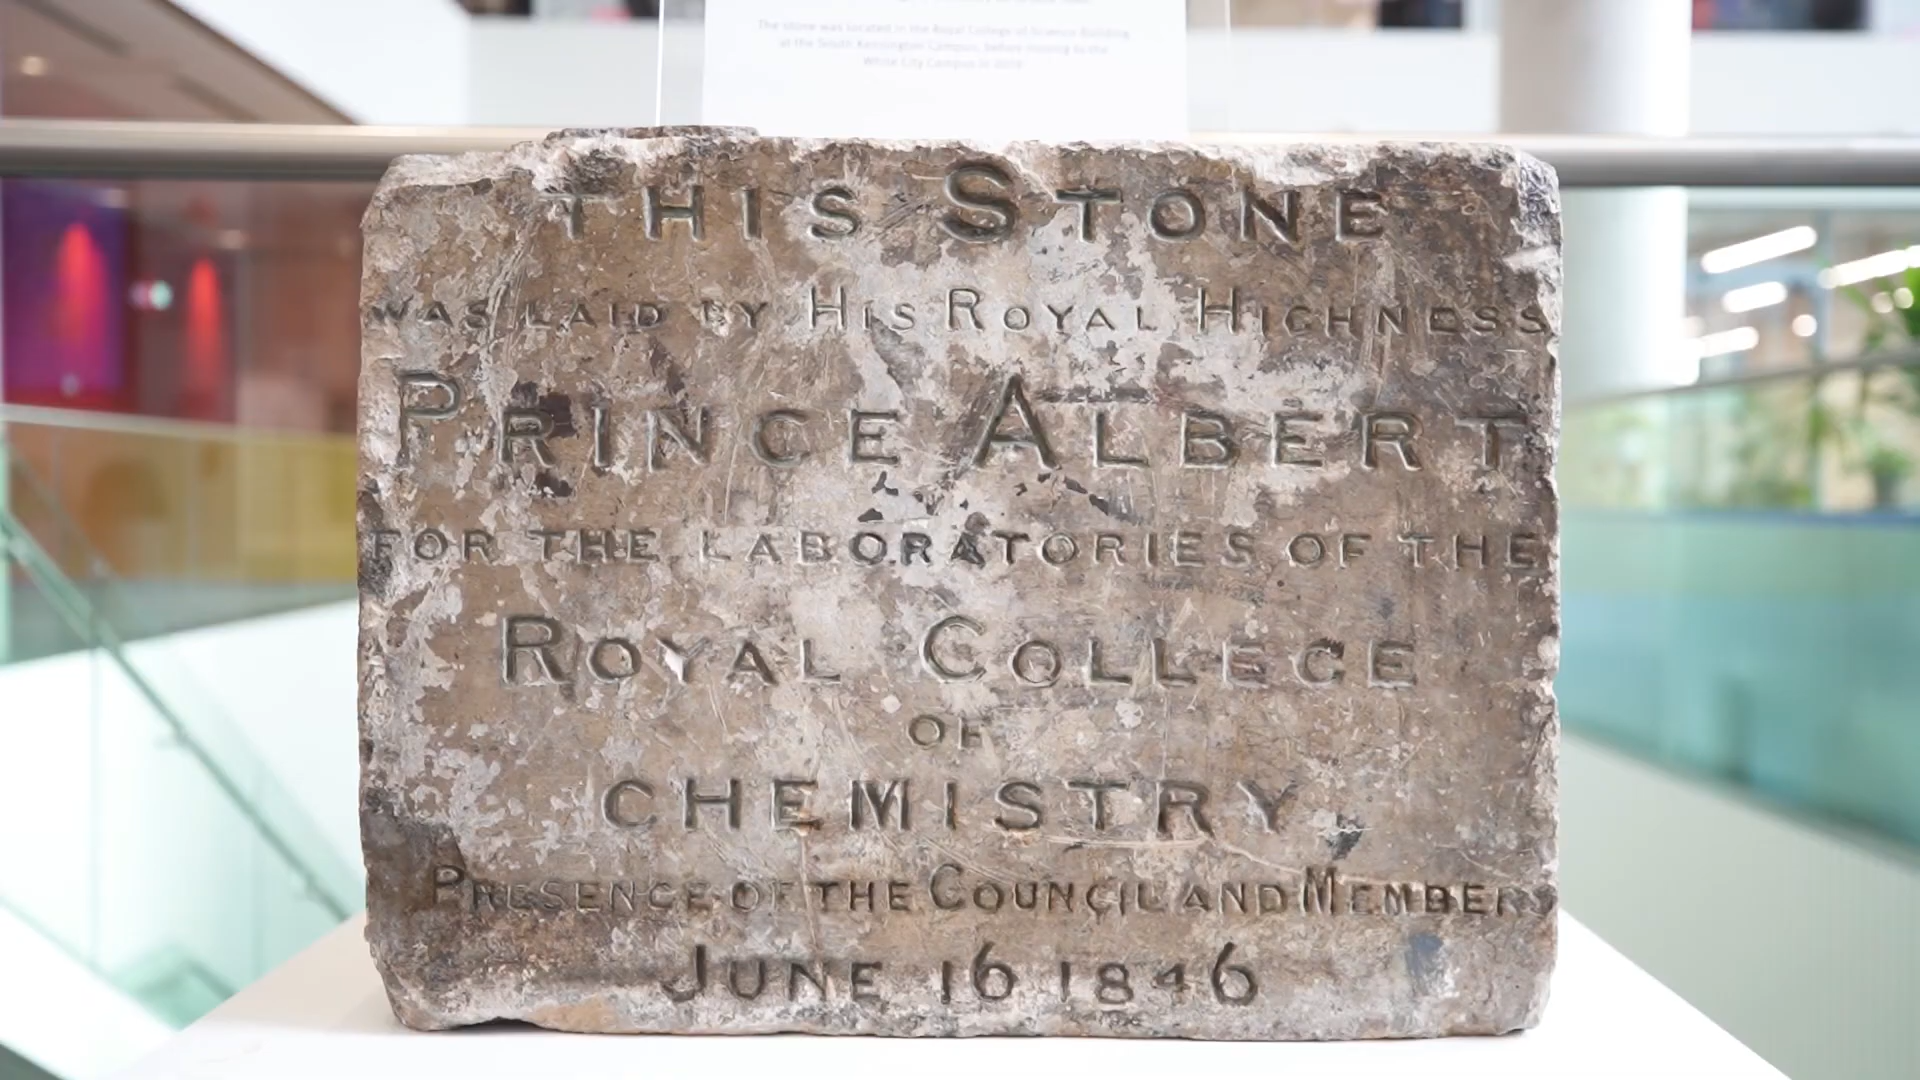 The stone was located in the Royal College of Science Building
at the South Kensington Campus, before moving to the
White City Campus in
THIS STONE
WAS LAID BY HIS ROYAL HIGHNESS
PRINCE ALBERT
FOR THE LABORATORIES OF THE
ROYAL COLLEGE
OF
CHEMISTRY
PRESENCE OF THE COUNCIL AND MEMBERS
JUNE 16 1846